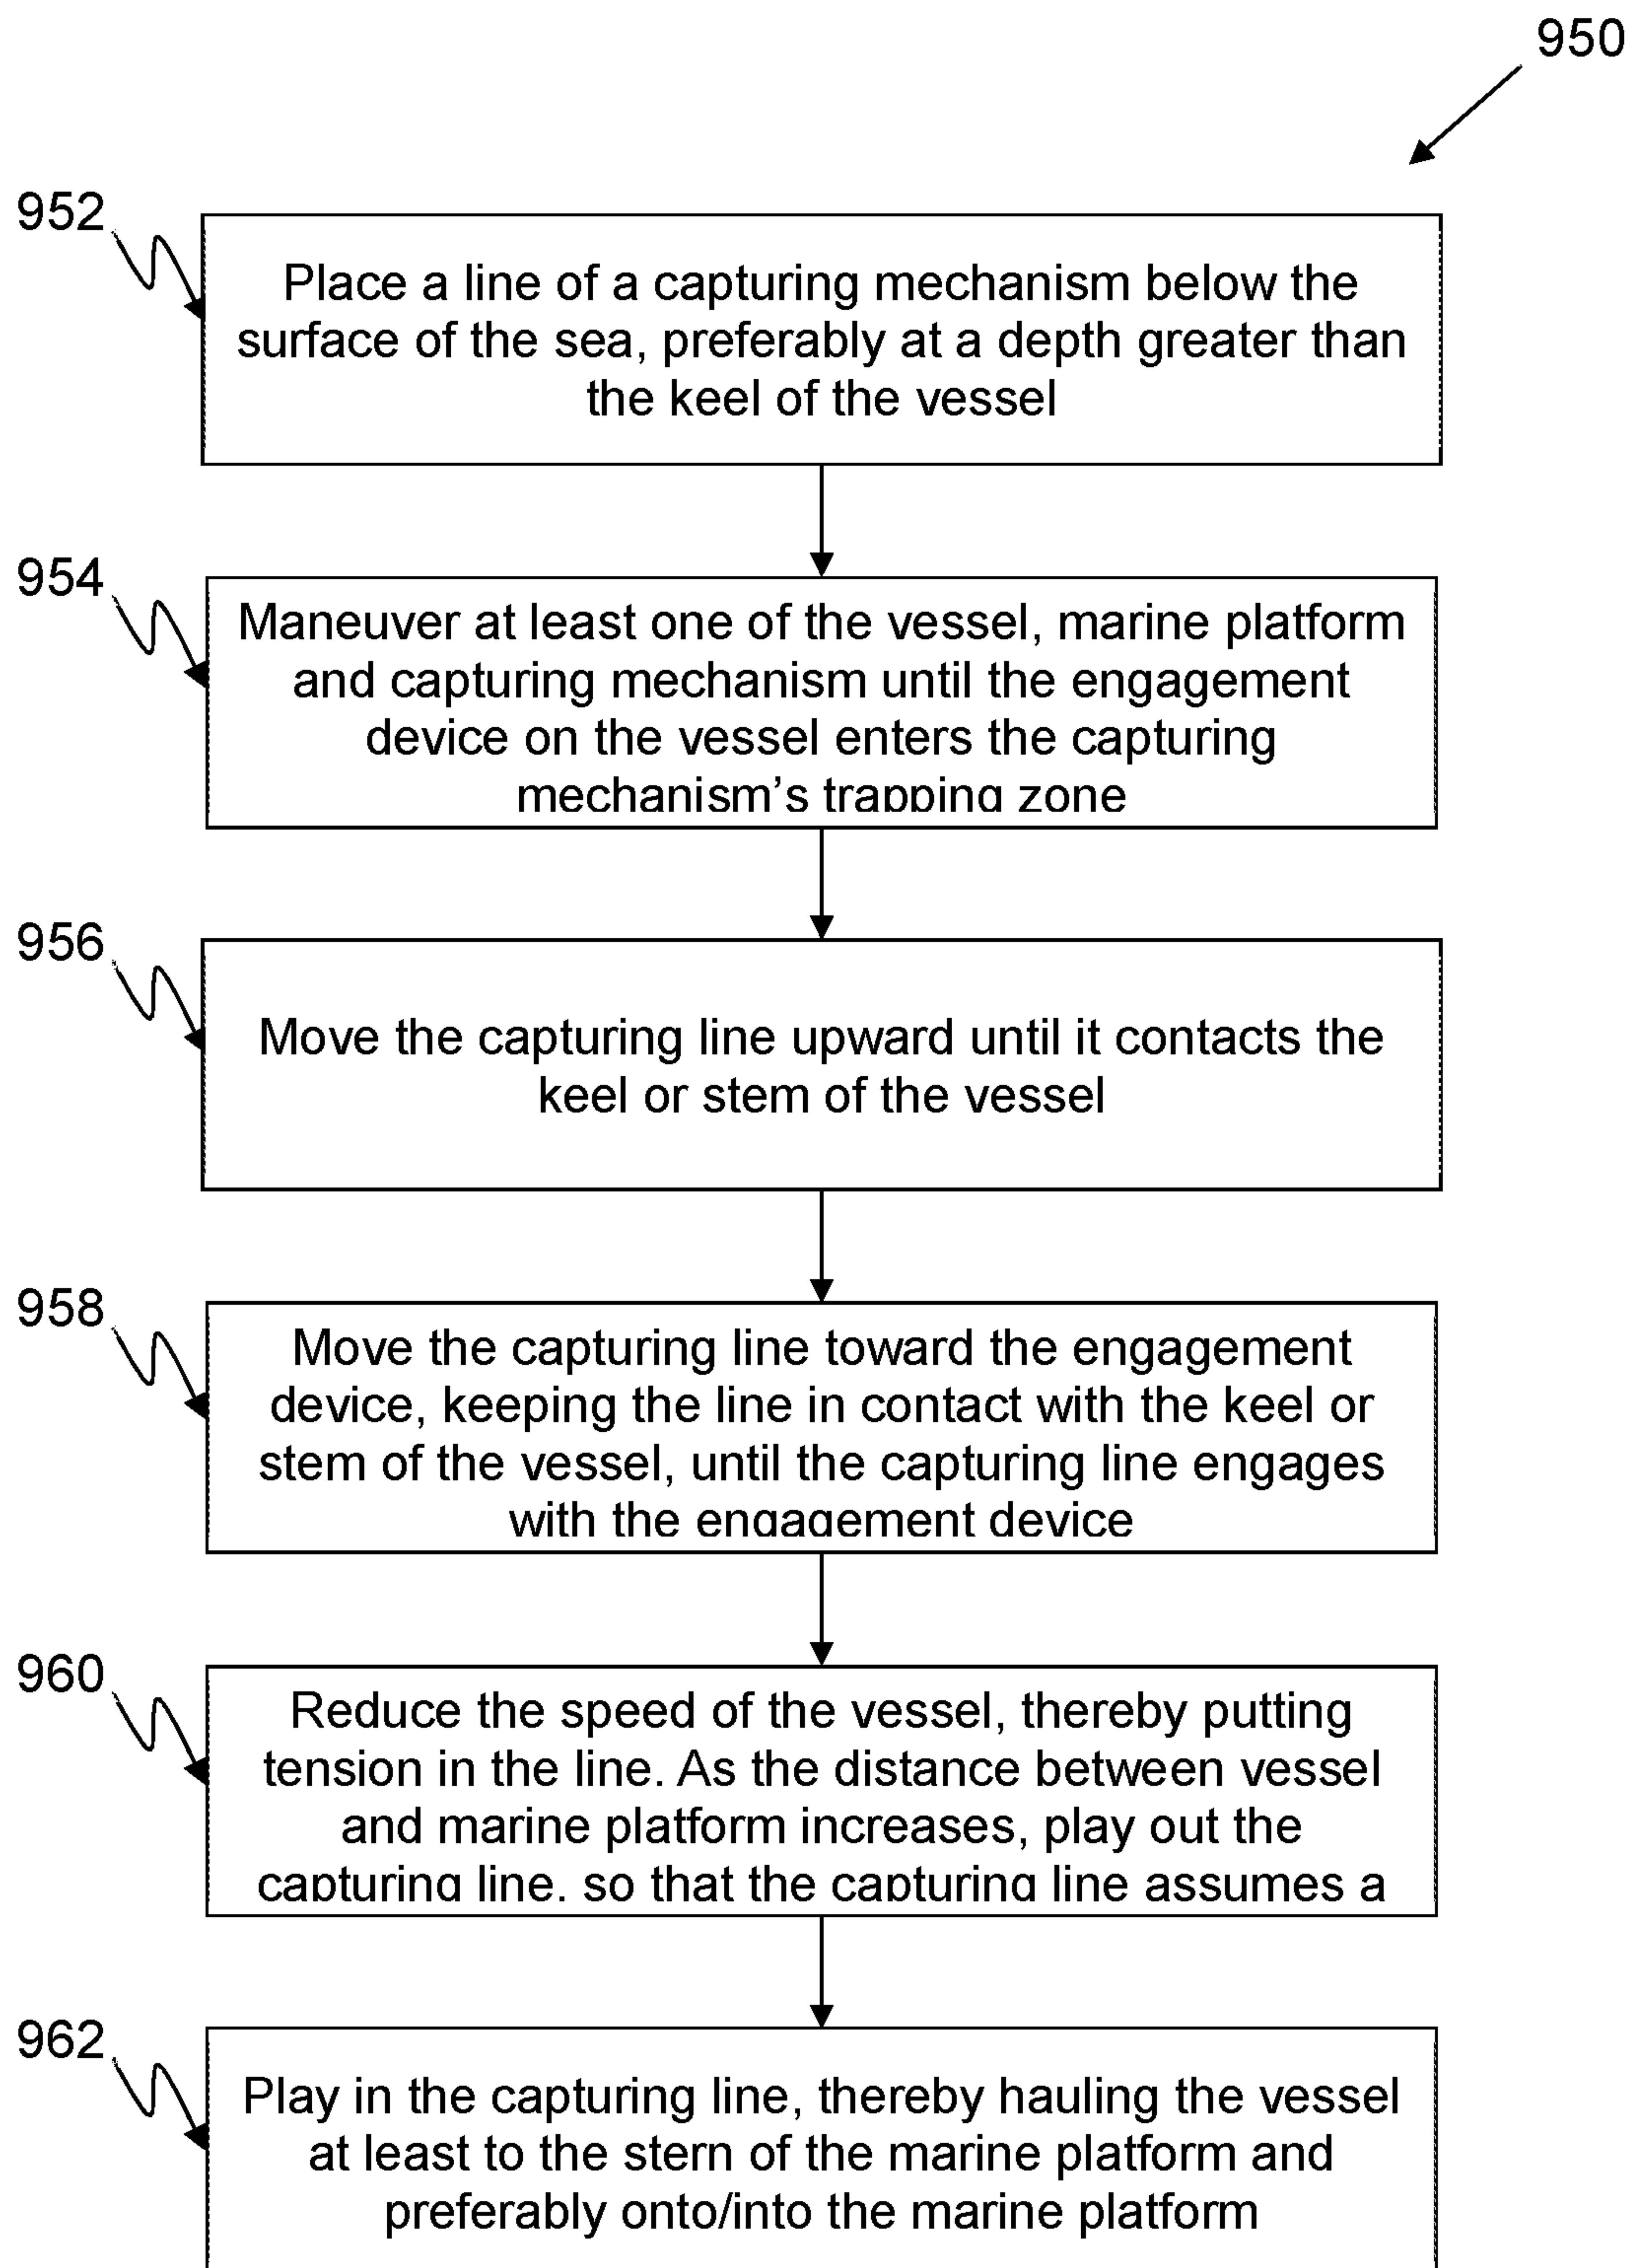 950
952
Place a line of a capturing mechanism below the
surface of the sea, preferably at a depth greater than
the keel of the vessel
954
Maneuver at least one of the vessel, marine platform
and capturing mechanism until the engagement
device on the vessel enters the capturing
mechanism’s trapping zone
956
Move the capturing line upward until it contacts the
keel or stem of the vessel
958
Move the capturing line toward the engagement
device, keeping the line in contact with the keel or
stem of the vessel, until the capturing line engages
with the engagement device
960
Reduce the speed of the vessel, thereby putting
tension in the line. As the distance between vessel
and marine platform increases, play out the
capturing line, so that the capturing line assumes a
962
Play in the capturing line, thereby hauling the vessel
at least to the stern of the marine platform and
preferably onto/into the marine platform